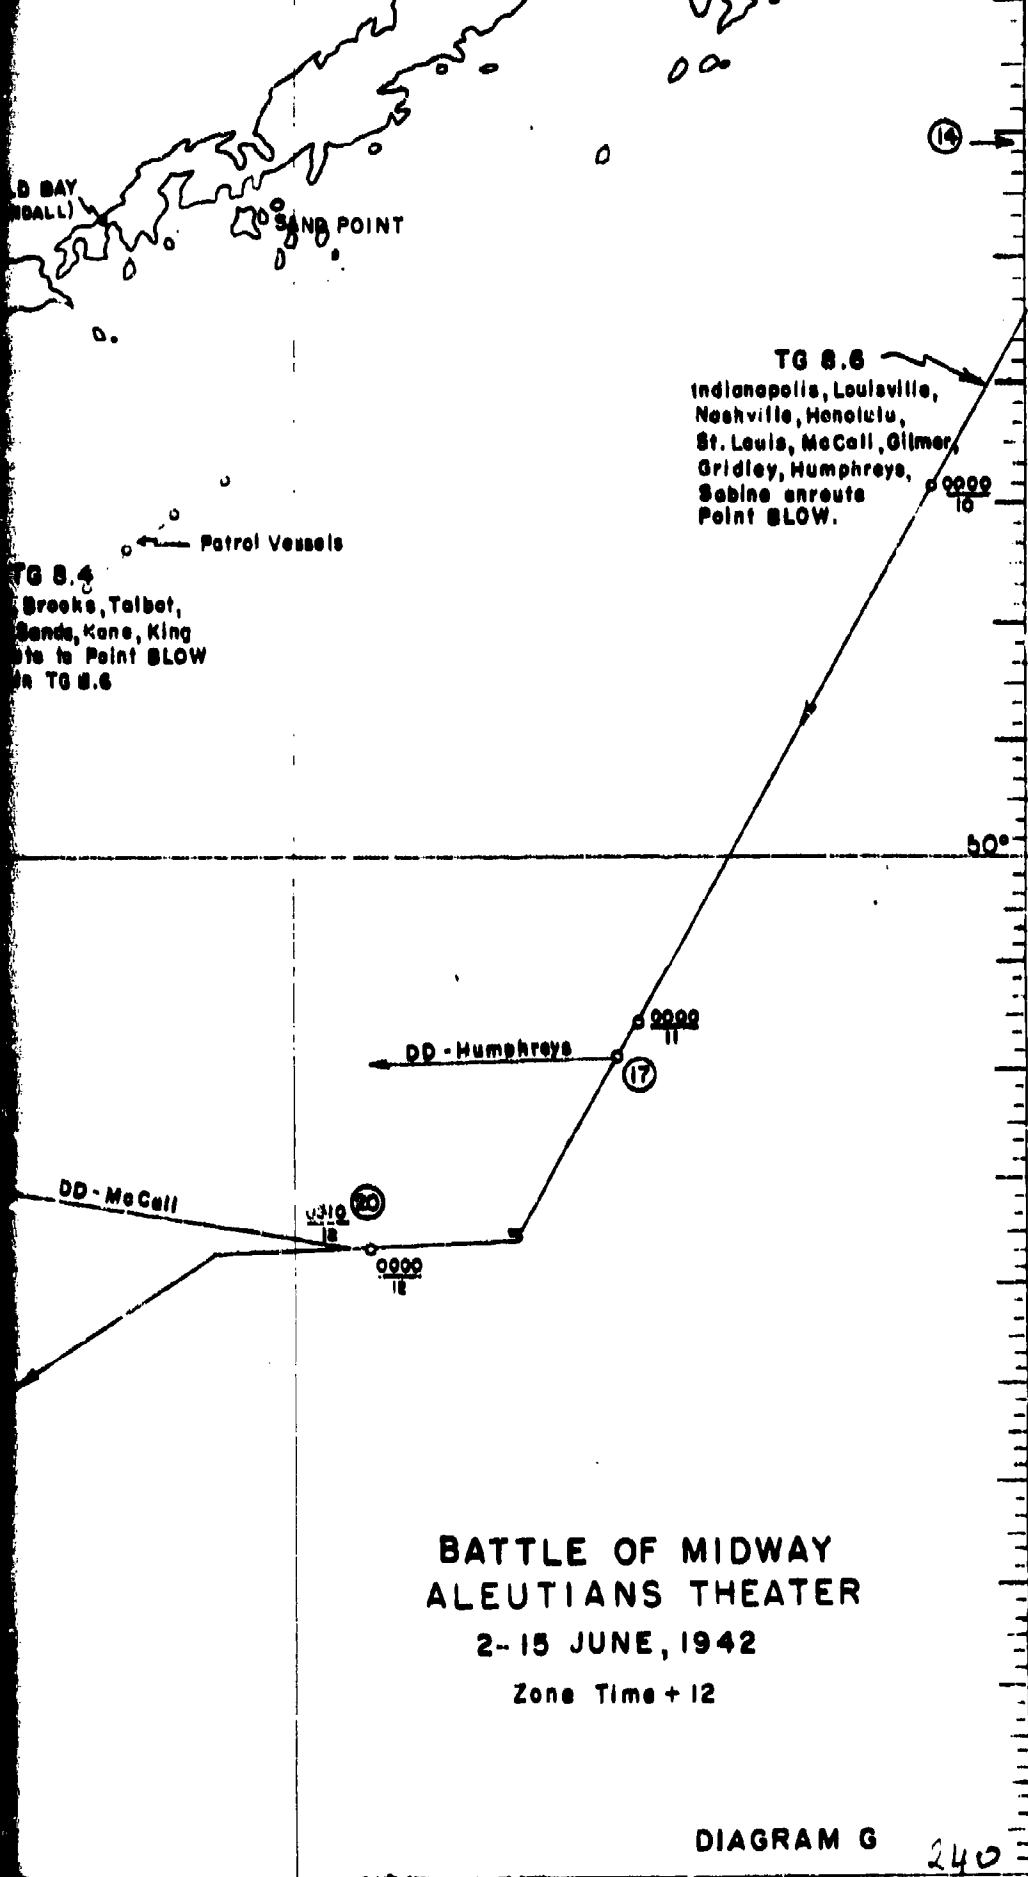 14
D BAY
DALL)
SAND POINT
TG 8.6
Indianapolis, Louisville,
Nashville, Honolulu,
St. Louis, McCall, Gilmer,
Gridley, Humphreys,
Sabine enroute
Point BLOW.
0000
10
Patrol Vessels
TG 8.4
Brooks, Talbot,
Sands, Kane, King
to Point BLOW
TG 8.6
50°
0000
11
DD - Humphreys
17
DD - McCall
20
0310
12
0000
12
BATTLE OF MIDWAY
ALEUTIANS THEATER
2-15 JUNE, 1942
Zone Time + 12
DIAGRAM G
240